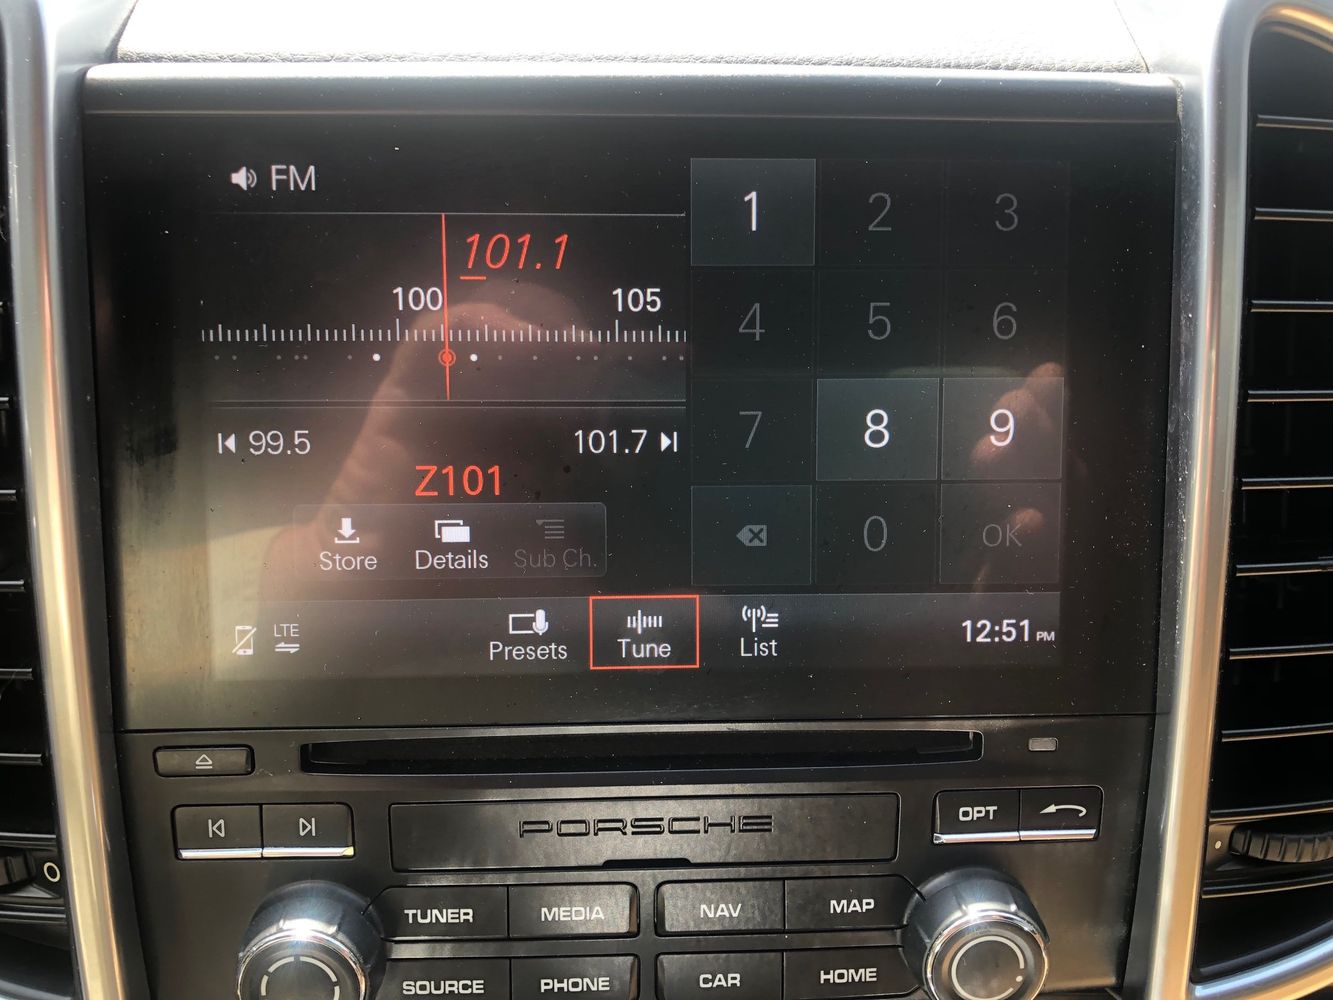 FM
101.1
100 105
99.5 101.7
Z101
Store Details Sub Ch.
1 2 3
4 5 6
7 8 9
0 OK
LTE
Presets Tune List
12:51 PM
PORSCHE
OPT
TUNER MEDIA NAV MAP
SOURCE PHONE CAR HOME